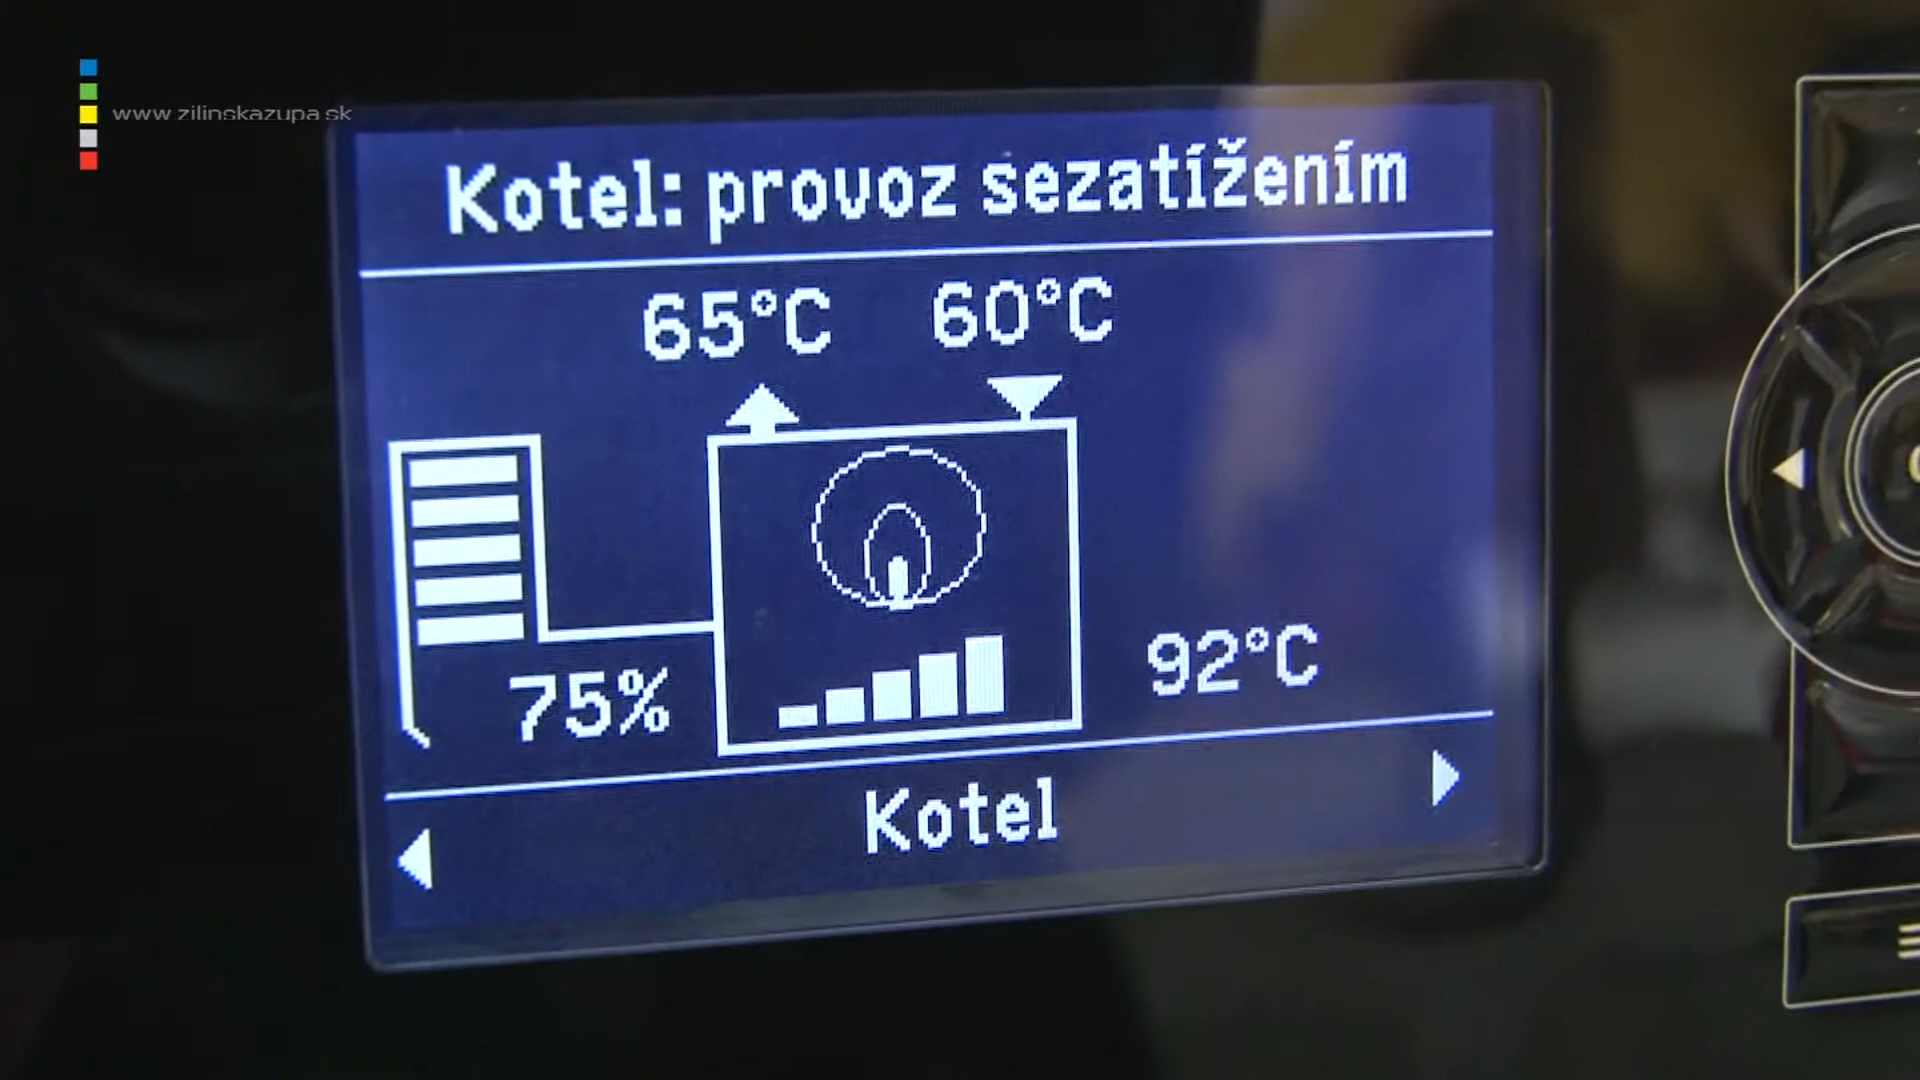 www.zilinskazupa.sk
Kotel: provoz sezatížením
65°C 60°C
92°C
75%
Kotel